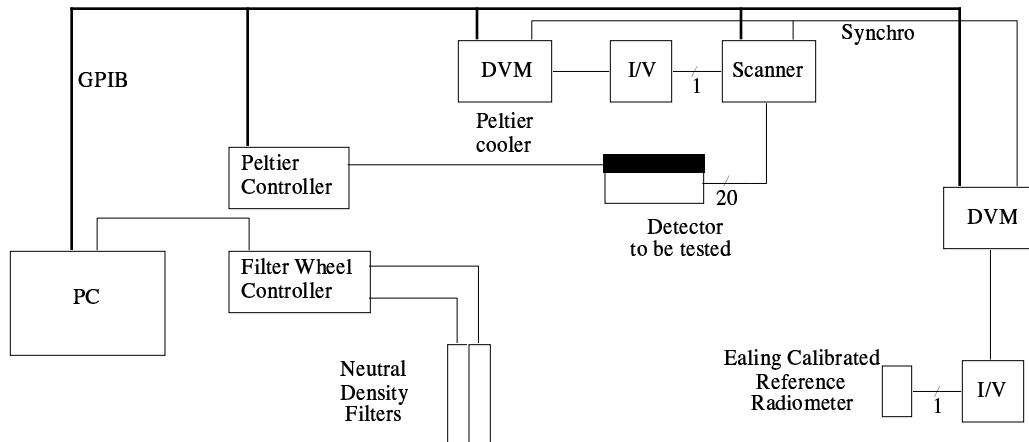 Synchro
GPIB
DVM
I/V
1
Scanner
Peltier
cooler
Peltier
Controller
20
DVM
Detector
to be tested
PC
Filter Wheel
Controller
Neutral
Density
Filters
Ealing Calibrated
Reference
Radiometer
1
I/V